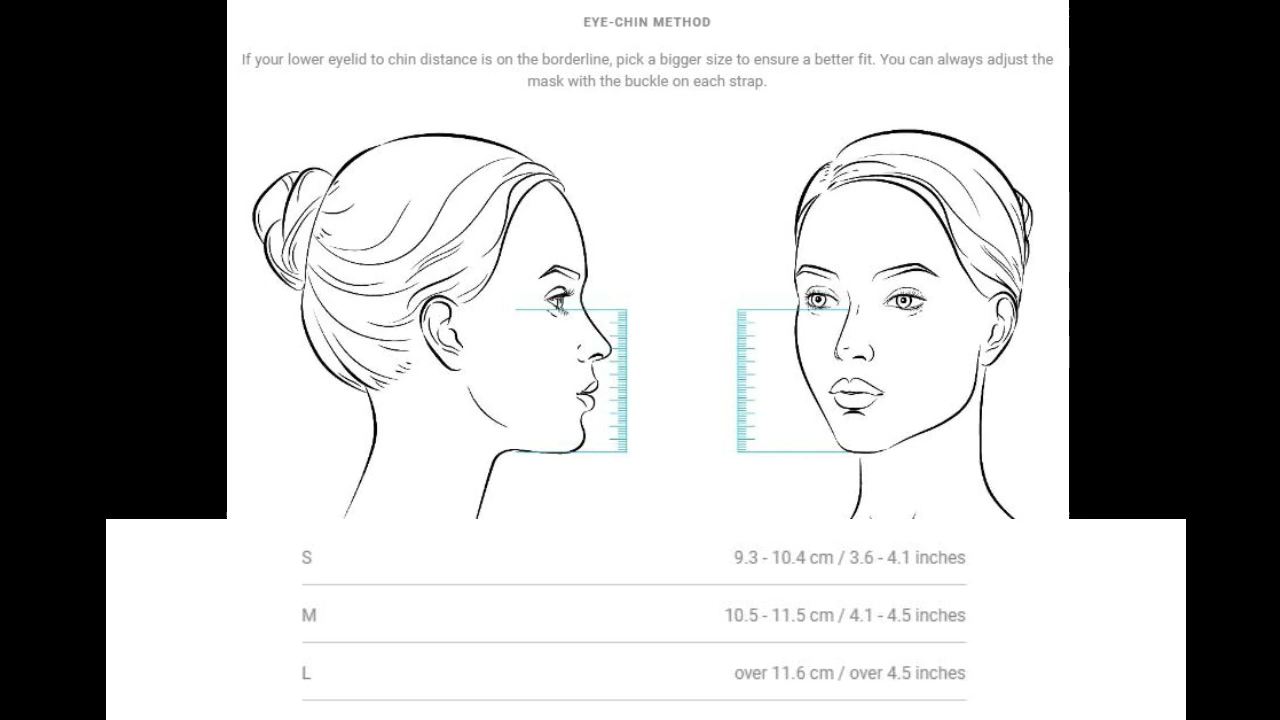 EYE-CHIN METHOD
If your lower eyelid to chin distance is on the borderline, pick a bigger size to ensure a better fit. You can always adjust the
mask with the buckle on each strap.
S 9.3 - 10.4 cm / 3.6 - 4.1 inches
M 10.5 - 11.5 cm / 4.1 - 4.5 inches
L over 11.6 cm / over 4.5 inches